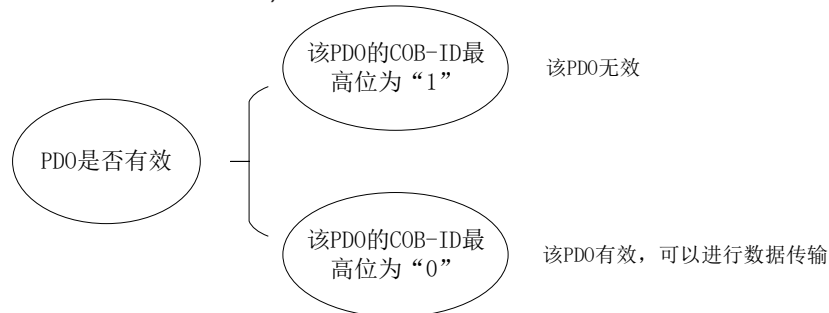 该PDO的COB-ID最
高位为“1”
该PDO无效
PDO是否有效
该PDO的COB-ID最
高位为“0”
该PDO有效，可以进行数据传输